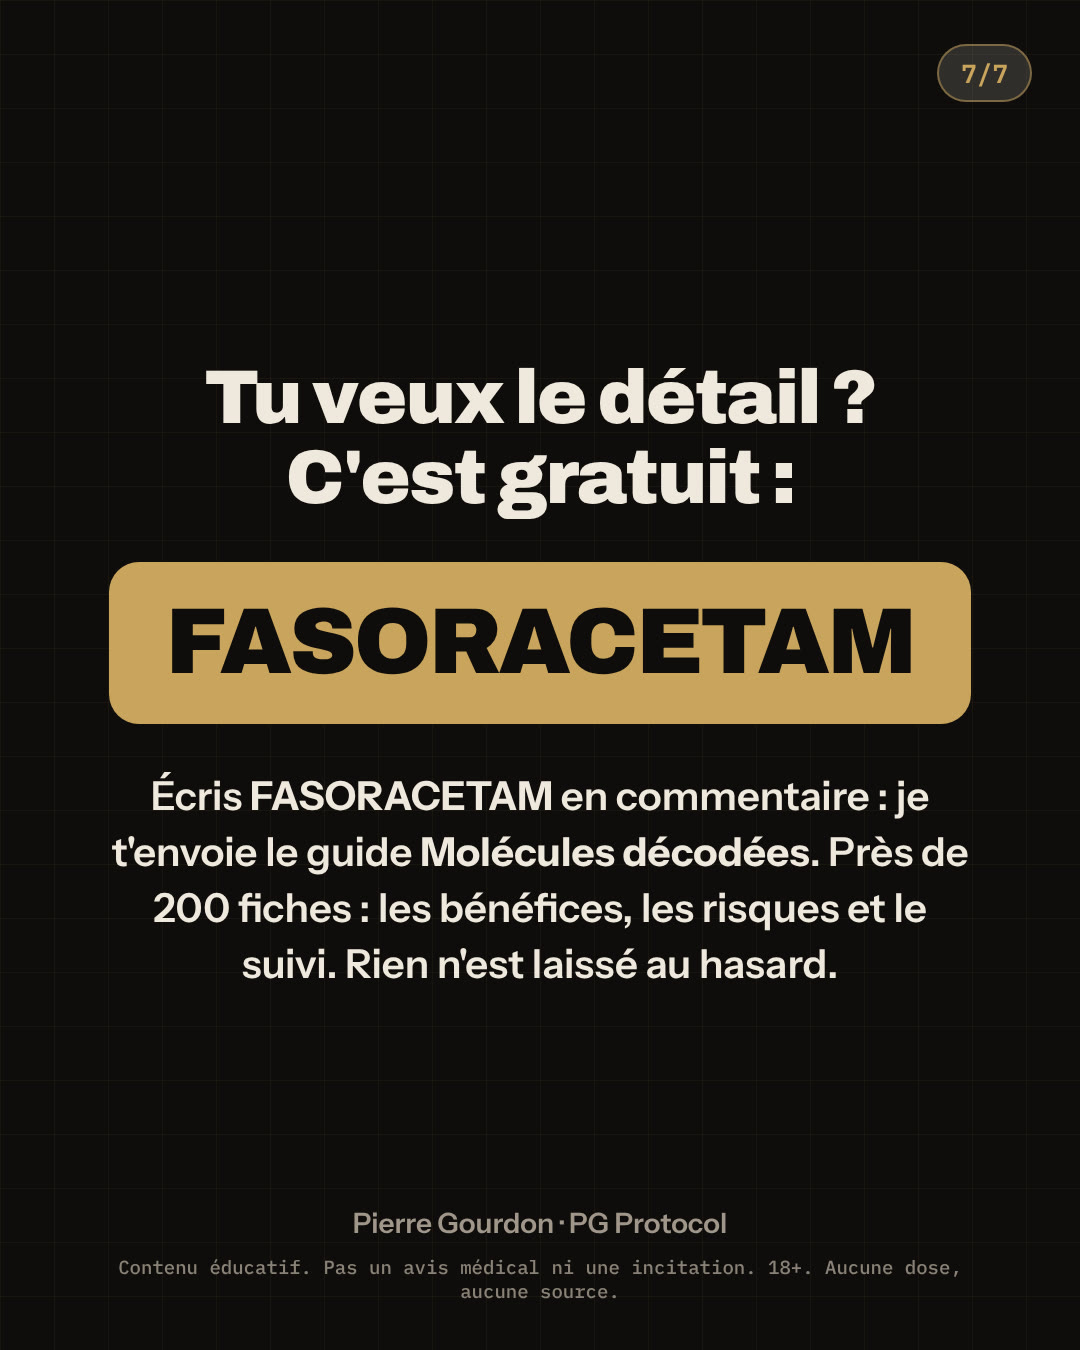 7/7
Tu veux le détail ?
C'est gratuit :
FASORACETAM
Écris FASORACETAM en commentaire : je
t'envoie le guide Molécules décodées. Près de
200 fiches : les bénéfices, les risques et le
suivi. Rien n'est laissé au hasard.
Pierre Gourdon · PG Protocol
Contenu éducatif. Pas un avis médical ni une incitation. 18+. Aucune dose,
aucune source.